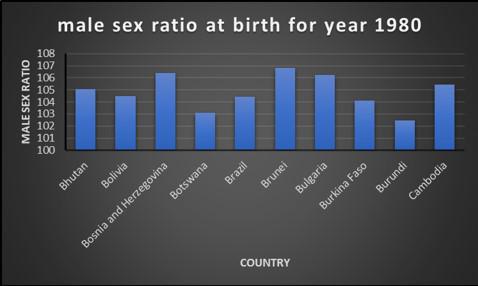 male sex ratio at birth for year 1980
MALE SEX RATIO
108
107
106
105
104
103
102
101
100
Bhutan
Bolivia
Bosnia and Herzegovina
Botswana
Brazil
Brunei
Bulgaria
Burkina Faso
Burundi
Cambodia
COUNTRY